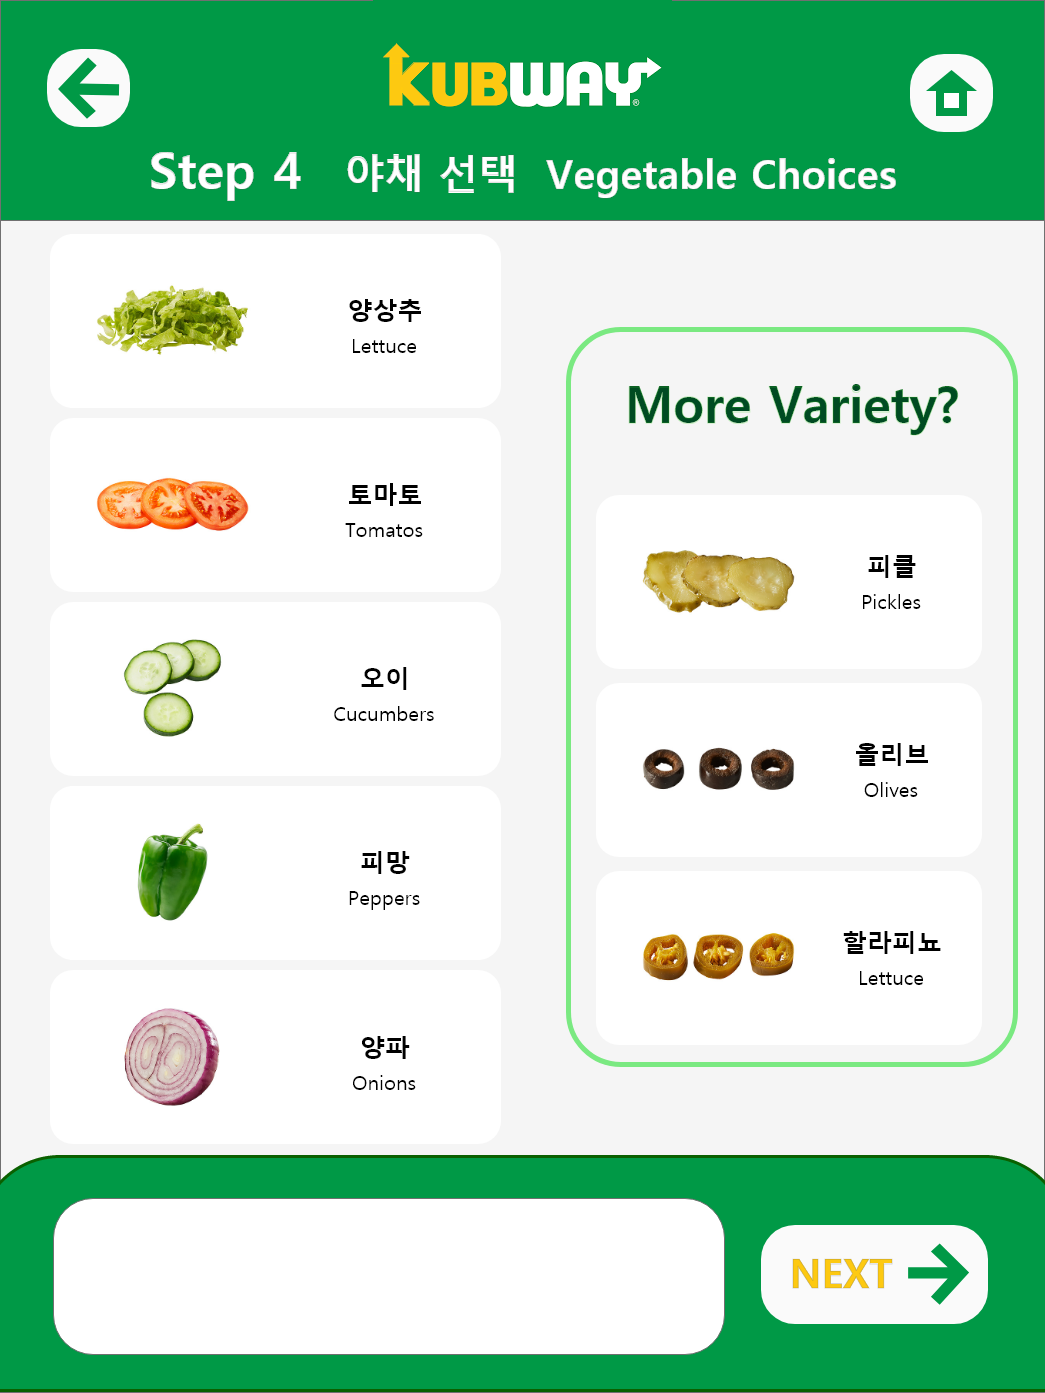 KUBWAY®
Step 4 야채 선택 Vegetable Choices
양상추
Lettuce
토마토
Tomatos
오이
Cucumbers
피망
Peppers
양파
Onions
More Variety?
피클
Pickles
올리브
Olives
할라피뇨
Lettuce
NEXT